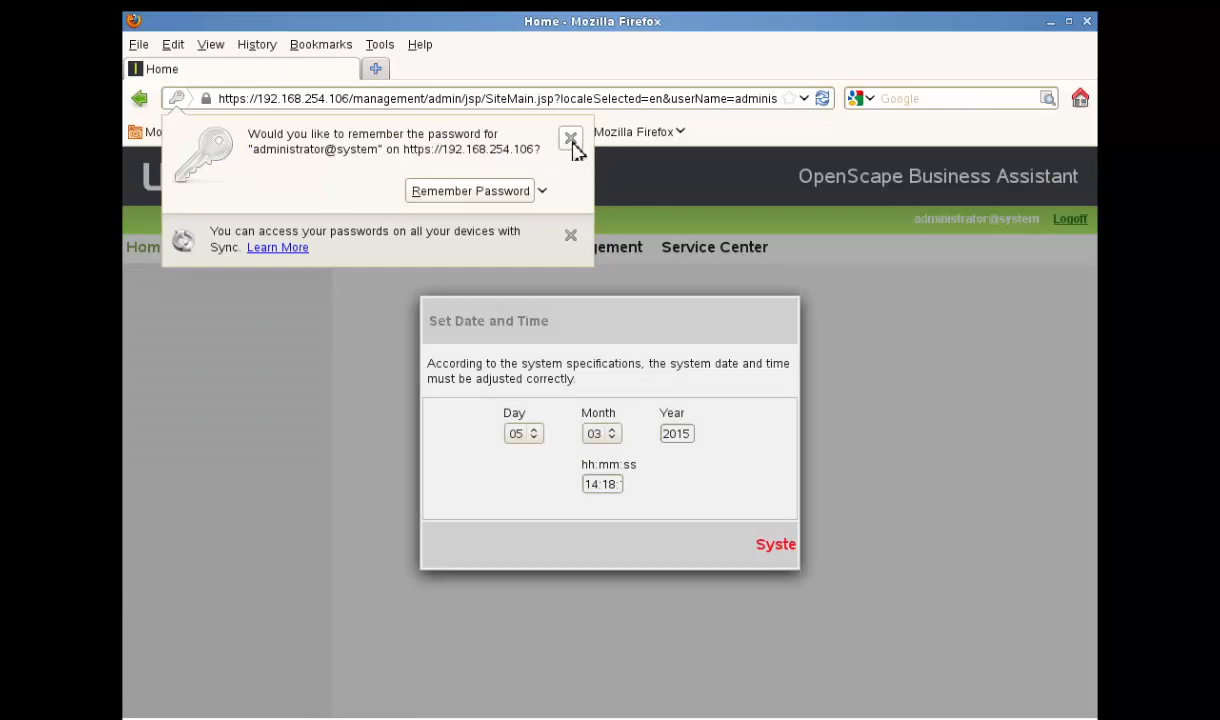 Home - Mozilla Firefox
File Edit View History Bookmarks Tools Help
Home
https://192.168.254.106/management/admin/jsp/SiteMain.jsp?localeSelected=en&userName=adminis
Google
Mo
Mozilla Firefox
Would you like to remember the password for
"administrator@system" on https://192.168.254.106?
Remember Password
You can access your passwords on all your devices with
Sync. Learn More
U
OpenScape Business Assistant
administrator@system Logoff
Hom
gement Service Center
Set Date and Time
According to the system specifications, the system date and time
must be adjusted correctly.
Day Month Year
05 03 2015
hh:mm:ss
14:18:
Syste